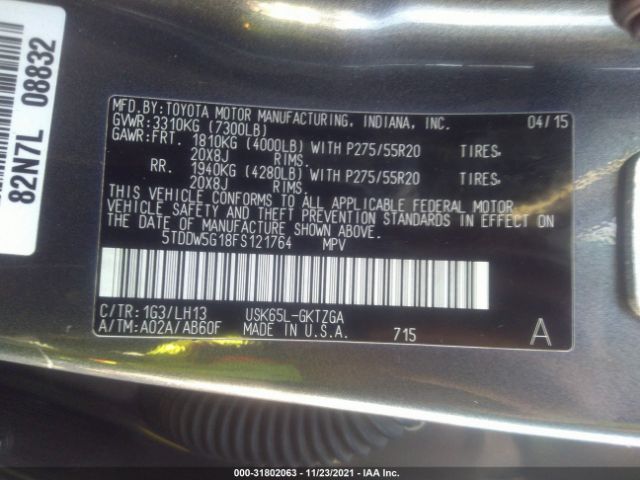 82N7L 08832
MFD.BY:TOYOTA MOTOR MANUFACTURING, INDIANA, INC. 04/15
GVWR:3310KG (7300LB)
GAWR:FRT. 1810KG (4000LB) WITH P275/55R20 TIRES,
20X8J RIMS.
RR. 1940KG (4280LB) WITH P275/55R20 TIRES,
20X8J RIMS.
THIS VEHICLE CONFORMS TO ALL APPLICABLE FEDERAL MOTOR
VEHICLE SAFETY AND THEFT PREVENTION STANDARDS IN EFFECT ON
THE DATE OF MANUFACTURE SHOWN ABOVE.
5TDDW5G18FS121764 MPV
C/TR:1G3/LH13 USK65L-GKTZGA
A/TM:A02A/AB60F MADE IN U.S.A. 715 A
000-31802063 - 11/23/2021 - IAA Inc.